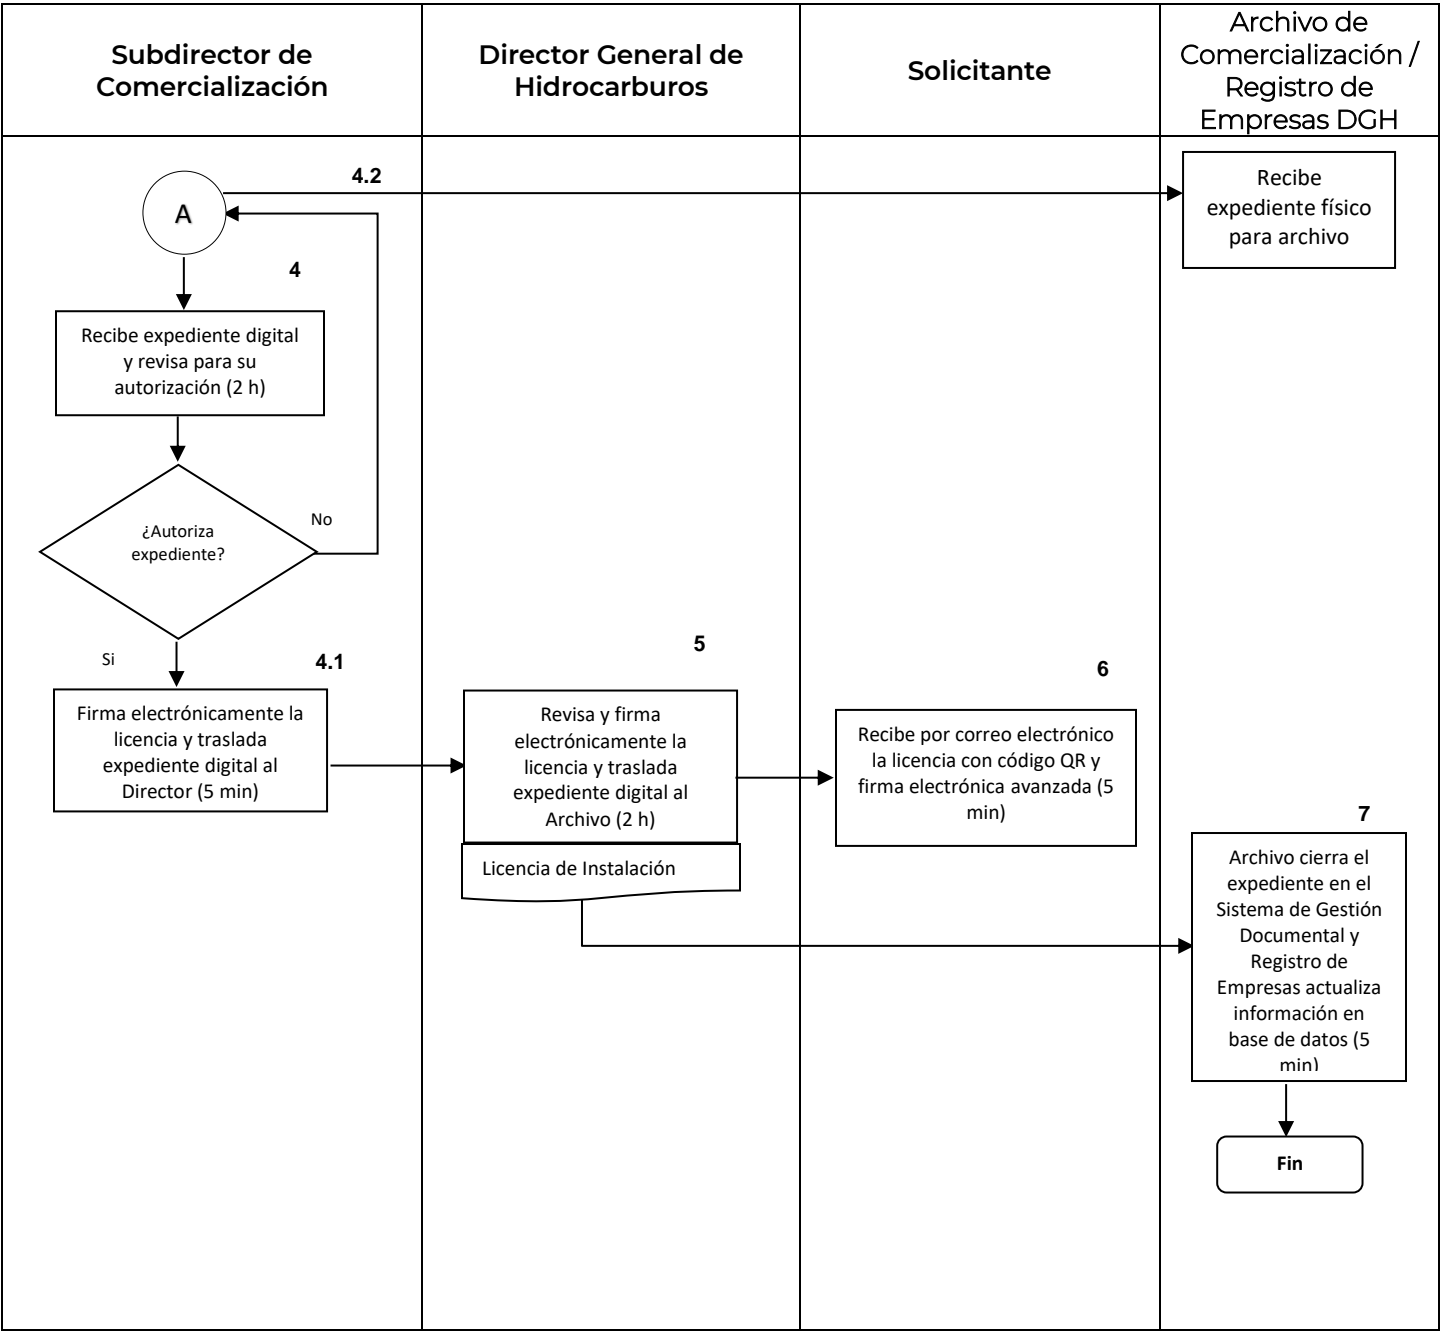 Subdirector de
Comercialización
Director General de
Hidrocarburos
Solicitante
Archivo de
Comercialización /
Registro de
Empresas DGH
4.2
A
Recibe
expediente físico
para archivo
4
Recibe expediente digital
y revisa para su
autorización (2 h)
¿Autoriza
expediente?
No
Si
4.1
Firma electrónicamente la
licencia y traslada
expediente digital al
Director (5 min)
5
Revisa y firma
electrónicamente la
licencia y traslada
expediente digital al
Archivo (2 h)
Licencia de Instalación
6
Recibe por correo electrónico
la licencia con código QR y
firma electrónica avanzada (5
min)
7
Archivo cierra el
expediente en el
Sistema de Gestión
Documental y
Registro de
Empresas actualiza
información en
base de datos (5
min)
Fin